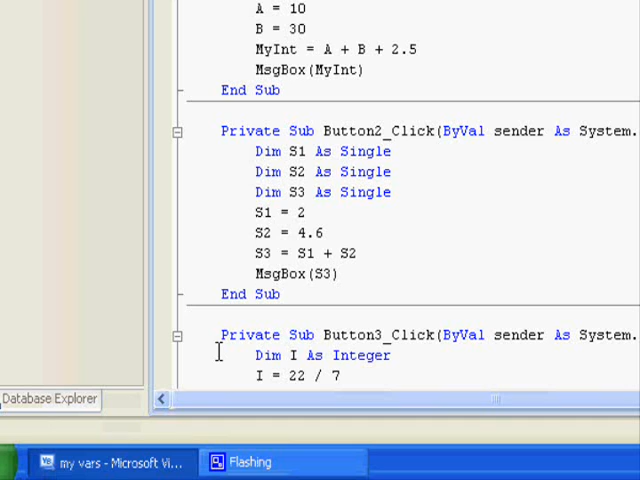 A = 10
B = 30
MyInt = A + B + 2.5
MsgBox(MyInt)
End Sub
Private Sub Button2_Click(ByVal sender As System.
Dim S1 As Single
Dim S2 As Single
Dim S3 As Single
S1 = 2
S2 = 4.6
S3 = S1 + S2
MsgBox(S3)
End Sub
Private Sub Button3_Click(ByVal sender As System.
Dim I As Integer
I = 22 / 7
Database Explorer
my vars - Microsoft Vi...
Flashing